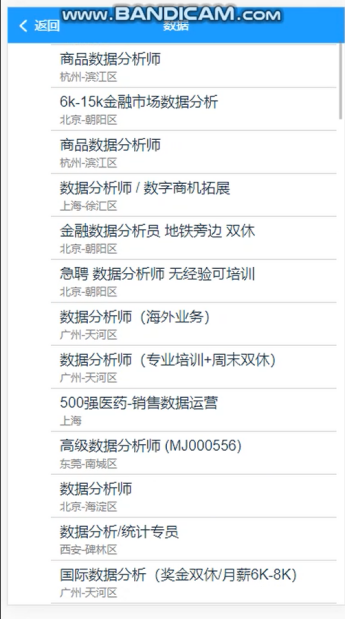 www.BANDICAM.com
返回
数据
商品数据分析师
杭州-滨江区
6k-15k金融市场数据分析
北京-朝阳区
商品数据分析师
杭州-滨江区
数据分析师 / 数字商机拓展
上海-徐汇区
金融数据分析员 地铁旁边 双休
北京-朝阳区
急聘 数据分析师 无经验可培训
北京-朝阳区
数据分析师（海外业务）
广州-天河区
数据分析师（专业培训+周末双休）
广州-天河区
500强医药-销售数据运营
上海
高级数据分析师 (MJ000556)
东莞-南城区
数据分析师
北京-海淀区
数据分析/统计专员
西安-碑林区
国际数据分析（奖金双休/月薪6K-8K）
广州-天河区